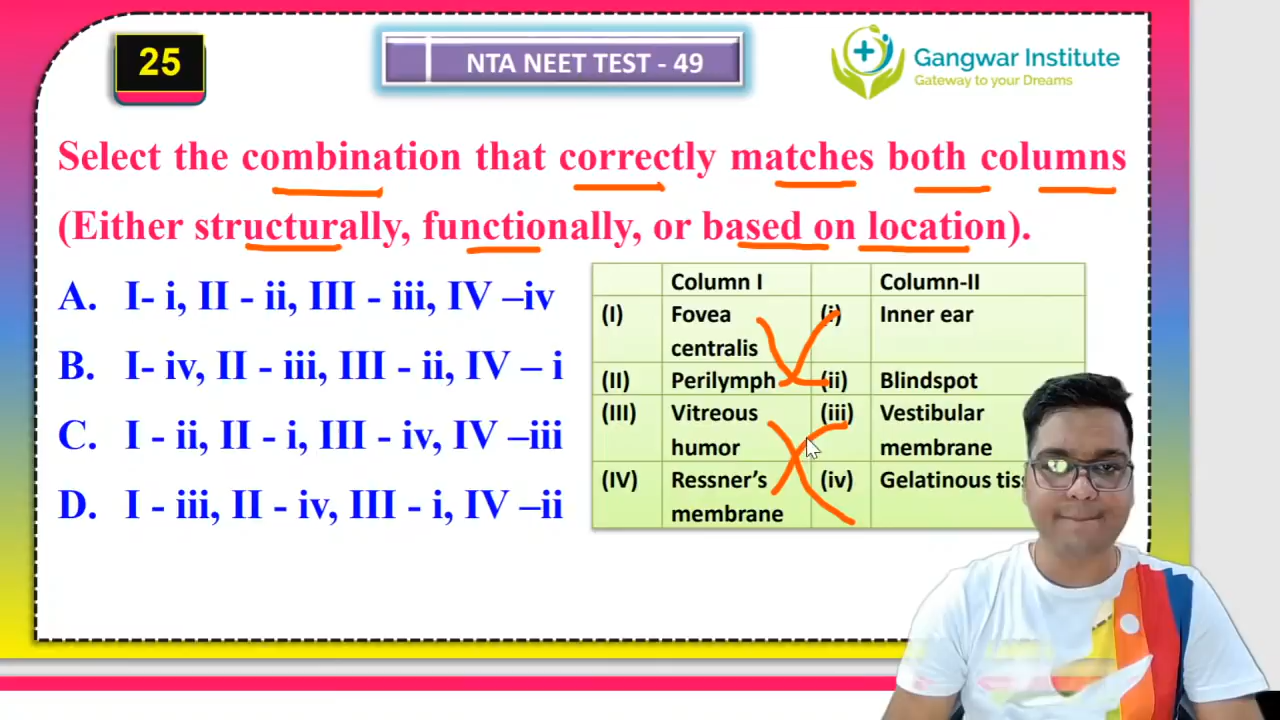 25
NTA NEET TEST - 49
Gangwar Institute
Gateway to your Dreams
Select the combination that correctly matches both columns
(Either structurally, functionally, or based on location).
A. I- i, II - ii, III - iii, IV –iv
B. I- iv, II - iii, III - ii, IV – i
C. I - ii, II - i, III - iv, IV –iii
D. I - iii, II - iv, III - i, IV –ii
Column I Column-II
(I) Fovea centralis (i) Inner ear
(II) Perilymph (ii) Blindspot
(III) Vitreous humor (iii) Vestibular membrane
(IV) Ressner’s membrane (iv) Gelatinous